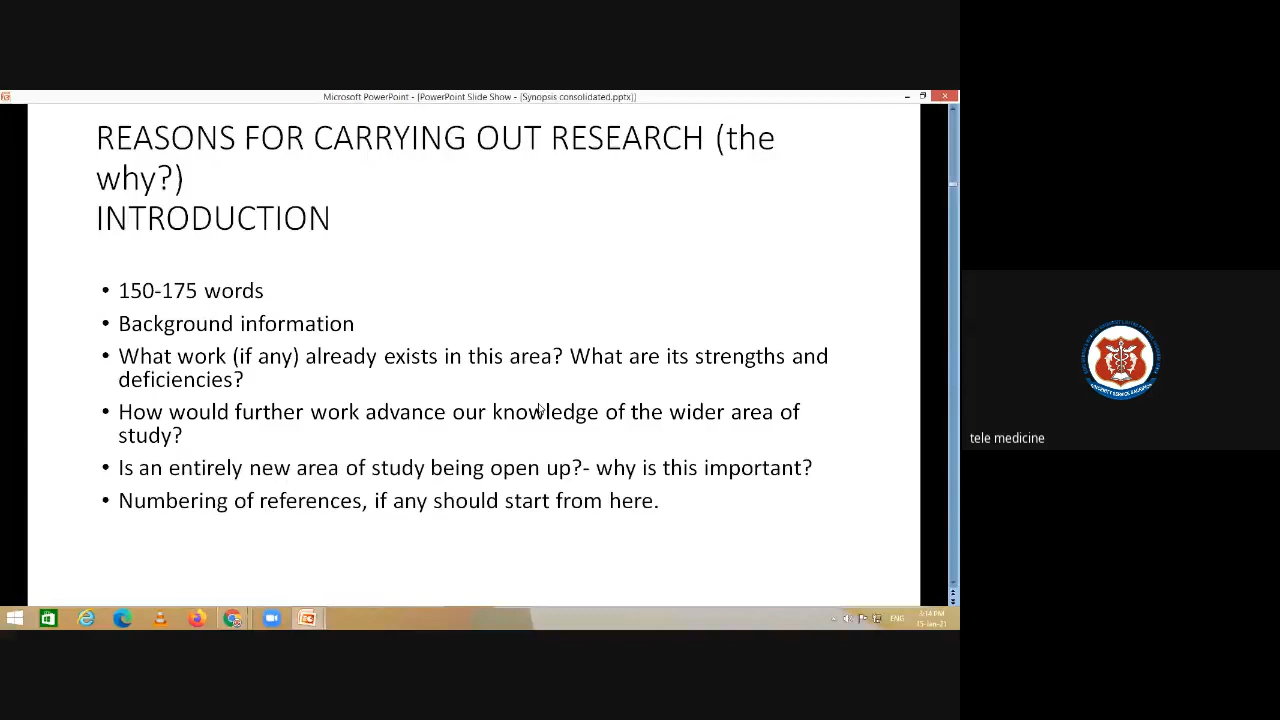 Microsoft PowerPoint - [PowerPoint Slide Show - [Synopsis consolidated.pptx]]
REASONS FOR CARRYING OUT RESEARCH (the
why?)
INTRODUCTION
• 150-175 words
• Background information
• What work (if any) already exists in this area? What are its strengths and
deficiencies?
• How would further work advance our knowledge of the wider area of
study?
• Is an entirely new area of study being open up?- why is this important?
• Numbering of references, if any should start from here.
tele medicine
ENG
3:14 PM
15-Jan-21